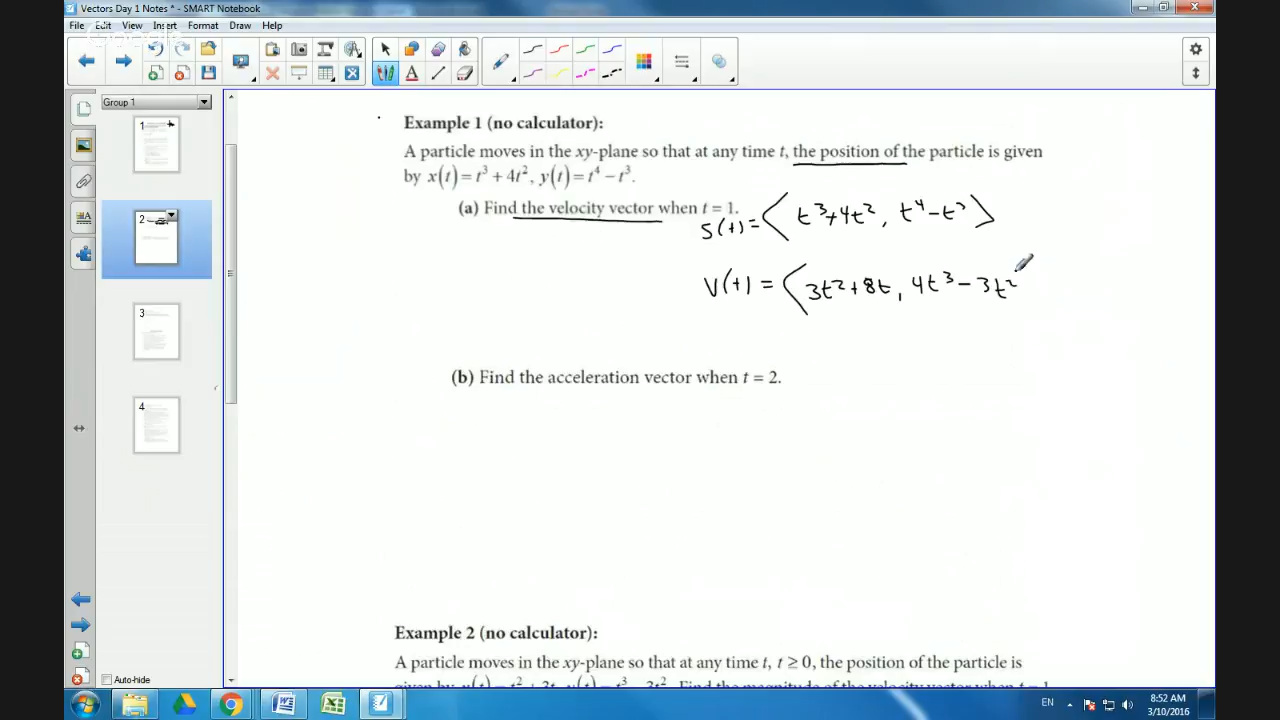 Vectors Day 1 Notes * - SMART Notebook
File Edit View Insert Format Draw Help
Group 1
1
2
3
4
Example 1 (no calculator):
A particle moves in the xy-plane so that at any time t, the position of the particle is given
by x(t) = t³ + 4t², y(t) = t⁴ − t³.
(a) Find the velocity vector when t = 1.
s(t) = ⟨t³+4t², t⁴−t³⟩
v(t) = ⟨3t²+8t, 4t³−3t²
(b) Find the acceleration vector when t = 2.
Example 2 (no calculator):
A particle moves in the xy-plane so that at any time t, t ≥ 0, the position of the particle is
Auto-hide
EN
8:52 AM
3/10/2016